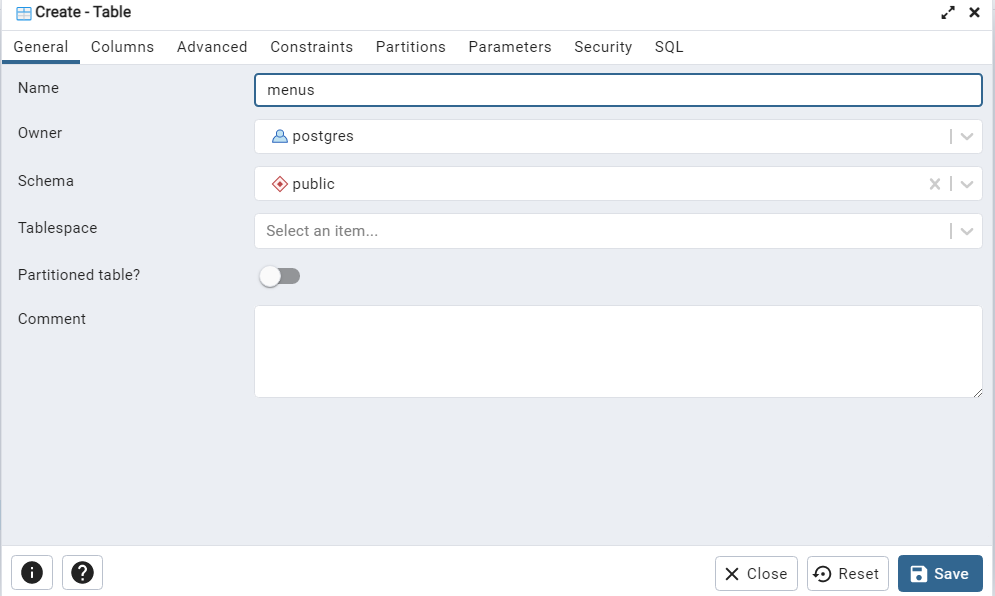 Create - Table
General Columns Advanced Constraints Partitions Parameters Security SQL
Name menus
Owner postgres
Schema public
Tablespace Select an item...
Partitioned table?
Comment
Close Reset Save